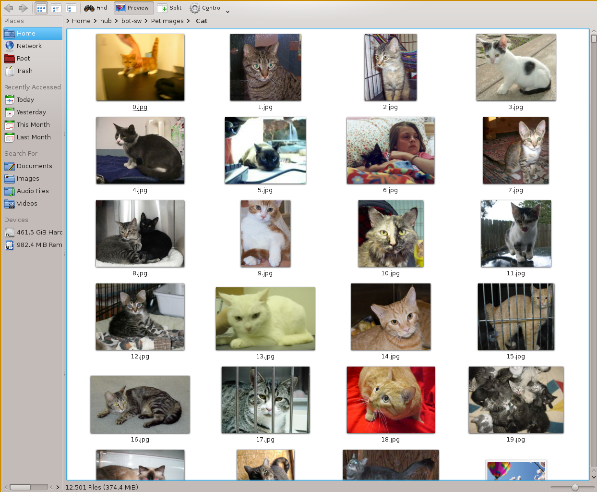 Find Preview Split Control
Places > Home > hub > bot-sw > Pet Images > Cat
Home
Network
Root
Trash
Recently Accessed
Today
Yesterday
This Month
Last Month
Search For
Documents
Images
Audio Files
Videos
Devices
461.5 GiB Hard
982.4 MiB Rem
0.jpg 1.jpg 2.jpg 3.jpg
4.jpg 5.jpg 6.jpg 7.jpg
8.jpg 9.jpg 10.jpg 11.jpg
12.jpg 13.jpg 14.jpg 15.jpg
16.jpg 17.jpg 18.jpg 19.jpg
12,501 Files (374.4 MiB)